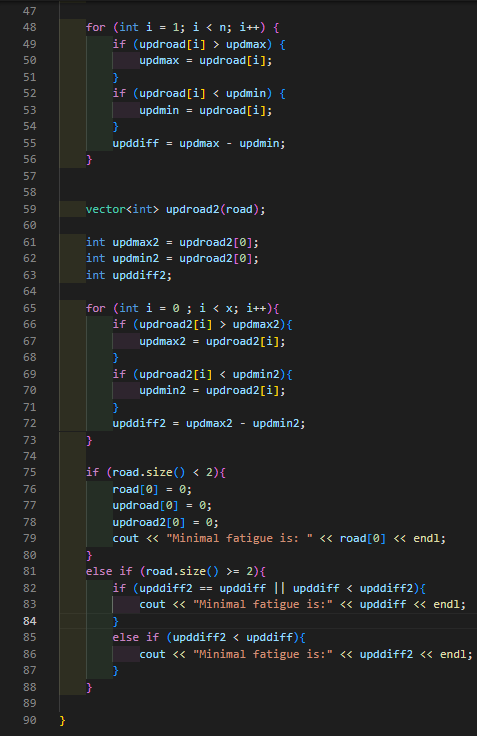 47
48 for (int i = 1; i < n; i++) {
49 if (updroad[i] > updmax) {
50 updmax = updroad[i];
51 }
52 if (updroad[i] < updmin) {
53 updmin = updroad[i];
54 }
55 upddiff = updmax - updmin;
56 }
57
58
59 vector<int> updroad2(road);
60
61 int updmax2 = updroad2[0];
62 int updmin2 = updroad2[0];
63 int upddiff2;
64
65 for (int i = 0 ; i < x; i++){
66 if (updroad2[i] > updmax2){
67 updmax2 = updroad2[i];
68 }
69 if (updroad2[i] < updmin2){
70 updmin2 = updroad2[i];
71 }
72 upddiff2 = updmax2 - updmin2;
73 }
74
75 if (road.size() < 2){
76 road[0] = 0;
77 updroad[0] = 0;
78 updroad2[0] = 0;
79 cout << "Minimal fatigue is: " << road[0] << endl;
80 }
81 else if (road.size() >= 2){
82 if (upddiff2 == upddiff || upddiff < upddiff2){
83 cout << "Minimal fatigue is:" << upddiff << endl;
84 }
85 else if (upddiff2 < upddiff){
86 cout << "Minimal fatigue is:" << upddiff2 << endl;
87 }
88 }
89
90 }